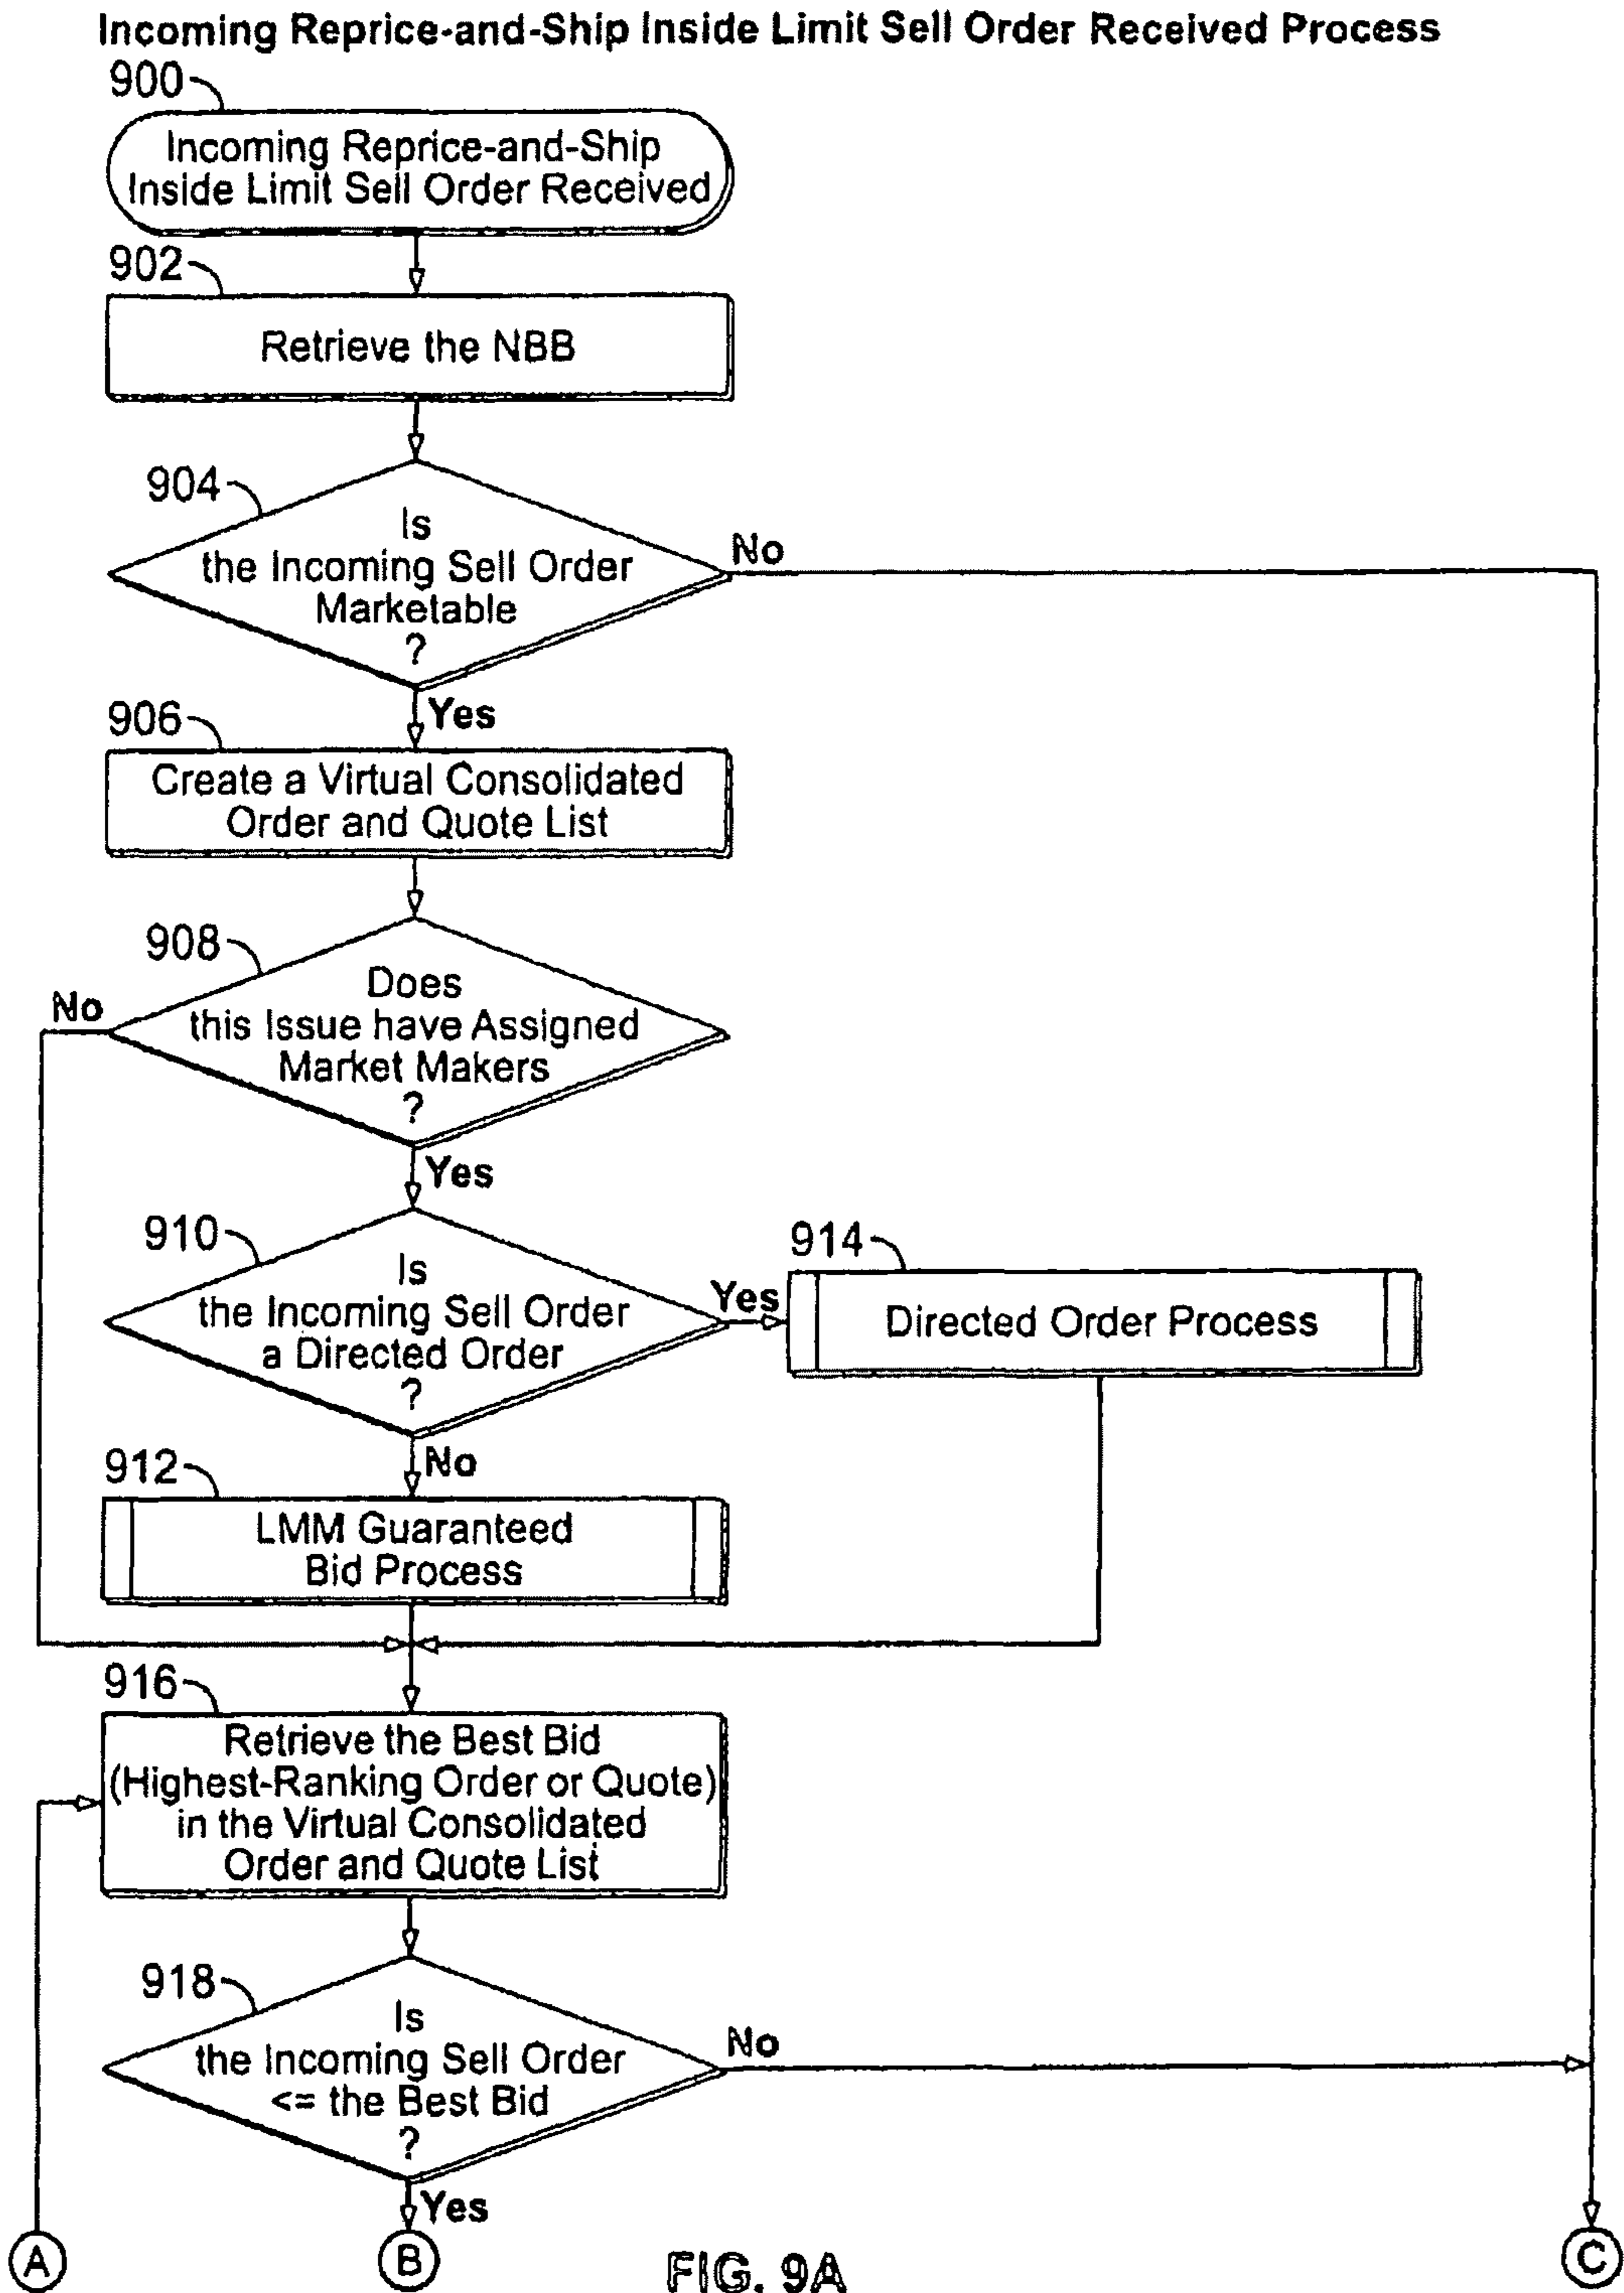 Incoming Reprice-and-Ship Inside Limit Sell Order Received Process
900
Incoming Reprice-and-Ship
Inside Limit Sell Order Received
902
Retrieve the NBB
904
Is
the Incoming Sell Order
Marketable
?
No
Yes
906
Create a Virtual Consolidated
Order and Quote List
908
Does
this Issue have Assigned
Market Makers
?
No
Yes
910
Is
the Incoming Sell Order
a Directed Order
?
Yes
914
Directed Order Process
No
912
LMM Guaranteed
Bid Process
916
Retrieve the Best Bid
(Highest-Ranking Order or Quote)
in the Virtual Consolidated
Order and Quote List
918
Is
the Incoming Sell Order
<= the Best Bid
?
No
Yes
A
B
C
FIG. 9A